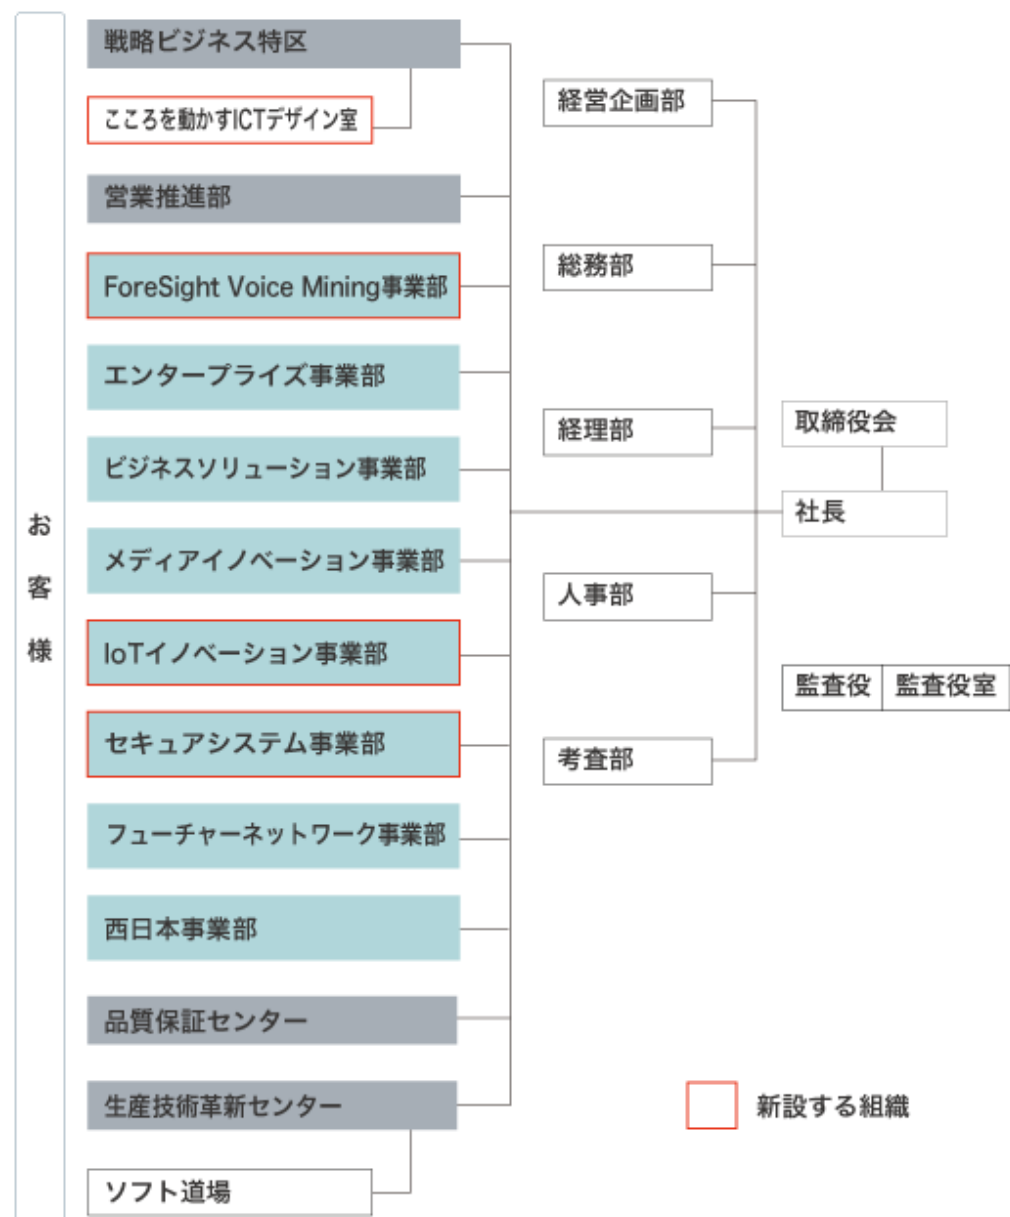 お客様
戦略ビジネス特区
こころを動かすICTデザイン室
営業推進部
ForeSight Voice Mining事業部
エンタープライズ事業部
ビジネスソリューション事業部
メディアイノベーション事業部
IoTイノベーション事業部
セキュアシステム事業部
フューチャーネットワーク事業部
西日本事業部
品質保証センター
生産技術革新センター
ソフト道場
経営企画部
総務部
経理部
人事部
考査部
取締役会
社長
監査役
監査役室
新設する組織